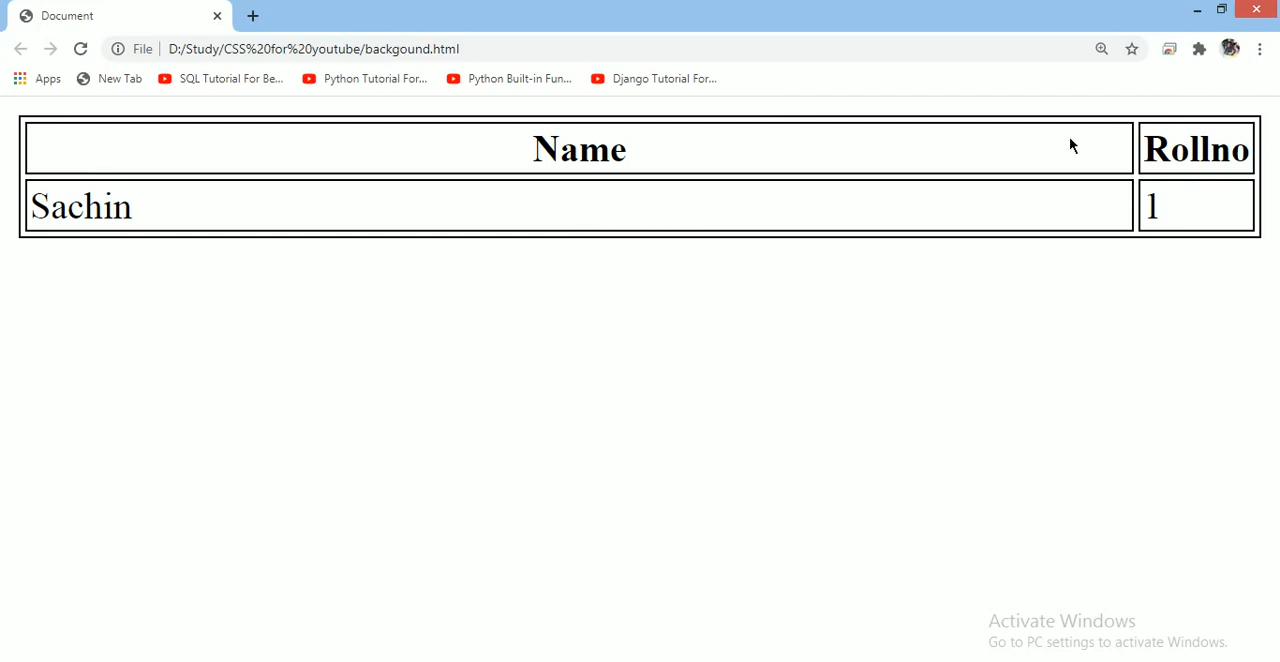 Document
File D:/Study/CSS%20for%20youtube/backgound.html
Apps New Tab SQL Tutorial For Be... Python Tutorial For... Python Built-in Fun... Django Tutorial For...
Name Rollno
Sachin 1
Activate Windows
Go to PC settings to activate Windows.